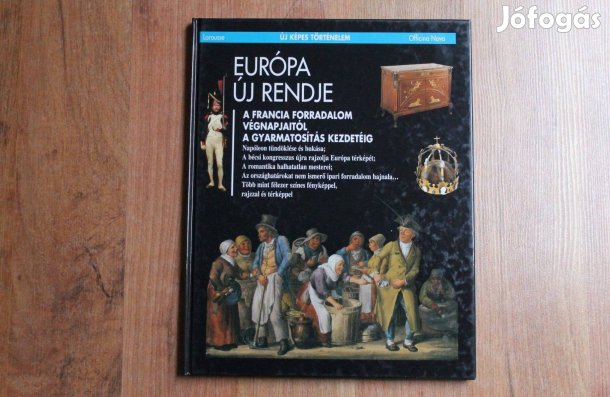 Jófogás
Larousse
ÚJ KÉPES TÖRTÉNELEM
Officina Nova
EURÓPA
ÚJ RENDJE
A FRANCIA FORRADALOM
VÉGNAPJAITÓL
A GYARMATOSÍTÁS KEZDETÉIG
Napóleon tündöklése és bukása;
A bécsi kongresszus újra rajzolja Európa térképét;
A romantika halhatatlan mesterei;
Az országhatárokat nem ismerő ipari forradalom hajnala...
Több mint félezer színes fényképpel,
rajzzal és térképpel